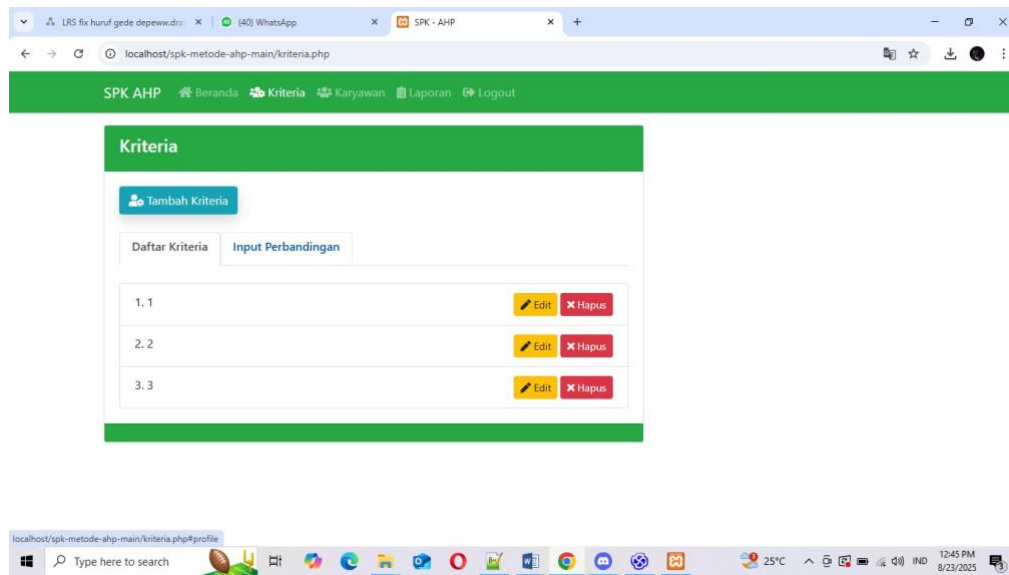 LRS fix huruf gede depeww.dra
(40) WhatsApp
SPK - AHP
localhost/spk-metode-ahp-main/kriteria.php
SPK AHP Beranda Kriteria Karyawan Laporan Logout
Kriteria
Tambah Kriteria
Daftar Kriteria Input Perbandingan
1. 1 Edit Hapus
2. 2 Edit Hapus
3. 3 Edit Hapus
localhost/spk-metode-ahp-main/kriteria.php#profile
Type here to search 25°C IND 12:45 PM
8/23/2025